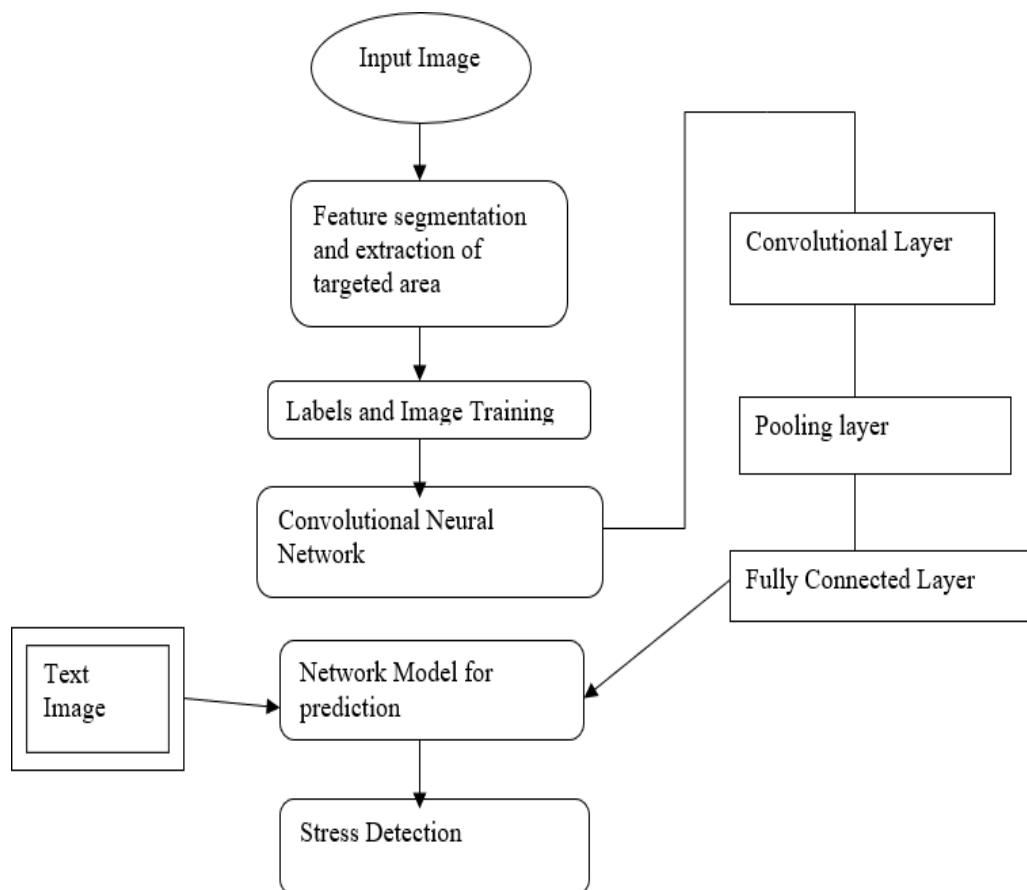 Input Image
Feature segmentation
and extraction of
targeted area
Labels and Image Training
Convolutional Neural
Network
Convolutional Layer
Pooling layer
Fully Connected Layer
Text
Image
Network Model for
prediction
Stress Detection